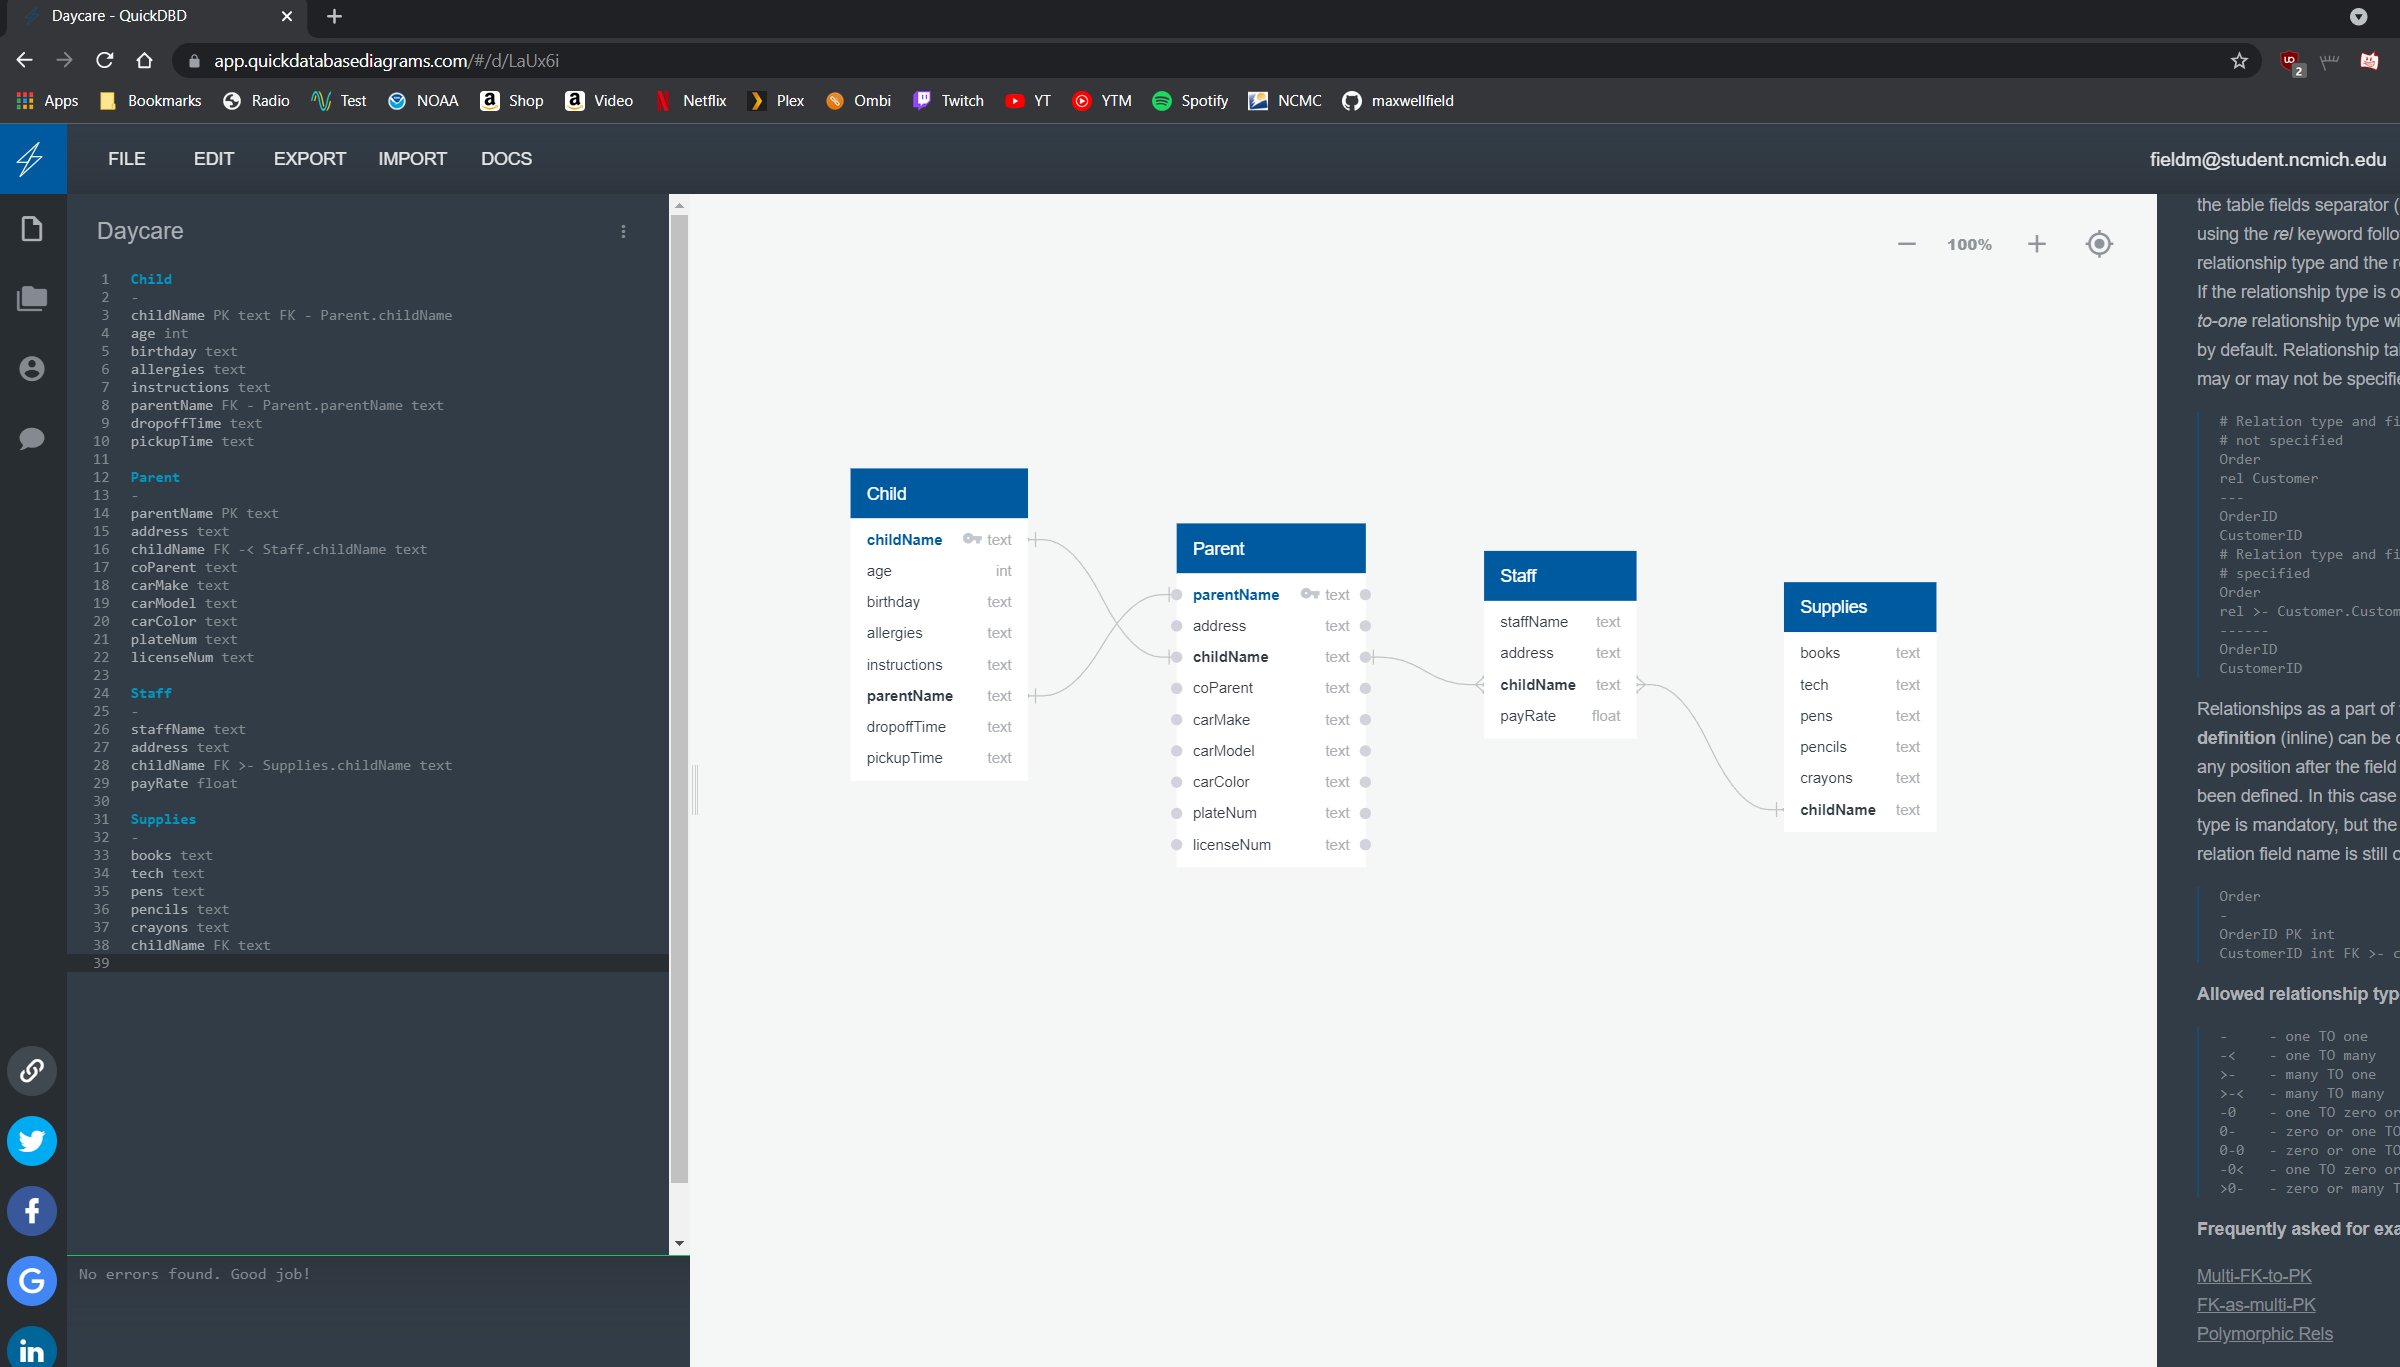 Daycare - QuickDBD
app.quickdatabasediagrams.com/#/d/LaUx6i
2
Apps Bookmarks Radio Test NOAA Shop Video Netflix Plex Ombi Twitch YT YTM Spotify NCMC maxwellfield
FILE EDIT EXPORT IMPORT DOCS
fieldm@student.ncmich.edu
Daycare
1 Child
2 -
3 childName PK text FK - Parent.childName
4 age int
5 birthday text
6 allergies text
7 instructions text
8 parentName FK - Parent.parentName text
9 dropoffTime text
10 pickupTime text
11
12 Parent
13 -
14 parentName PK text
15 address text
16 childName FK -< Staff.childName text
17 coParent text
18 carMake text
19 carModel text
20 carColor text
21 plateNum text
22 licenseNum text
23
24 Staff
25 -
26 staffName text
27 address text
28 childName FK >- Supplies.childName text
29 payRate float
30
31 Supplies
32 -
33 books text
34 tech text
35 pens text
36 pencils text
37 crayons text
38 childName FK text
39
No errors found. Good job!
100%
Child
childName text
age int
birthday text
allergies text
instructions text
parentName text
dropoffTime text
pickupTime text
Parent
parentName text
address text
childName text
coParent text
carMake text
carModel text
carColor text
plateNum text
licenseNum text
Staff
staffName text
address text
childName text
payRate float
Supplies
books text
tech text
pens text
pencils text
crayons text
childName text
the table fields separator (
using the rel keyword follo
relationship type and the r
If the relationship type is o
to-one relationship type wi
by default. Relationship ta
may or may not be specifie
# Relation type and fi
# not specified
Order
rel Customer
---
OrderID
CustomerID
# Relation type and fi
# specified
Order
rel >- Customer.Custom
------
OrderID
CustomerID
Relationships as a part of
definition (inline) can be
any position after the field
been defined. In this case
type is mandatory, but the
relation field name is still
Order
-
OrderID PK int
CustomerID int FK >- c
Allowed relationship typ
- - one TO one
-< - one TO many
>- - many TO one
>-< - many TO many
-0 - one TO zero or
0- - zero or one TO
0-0 - zero or one TO
-0< - one TO zero or
>0- - zero or many T
Frequently asked for exa
Multi-FK-to-PK
FK-as-multi-PK
Polymorphic Rels